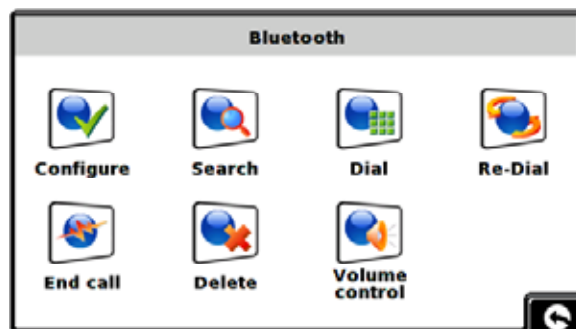 Bluetooth
Configure
Search
Dial
Re-Dial
End call
Delete
Volume
control